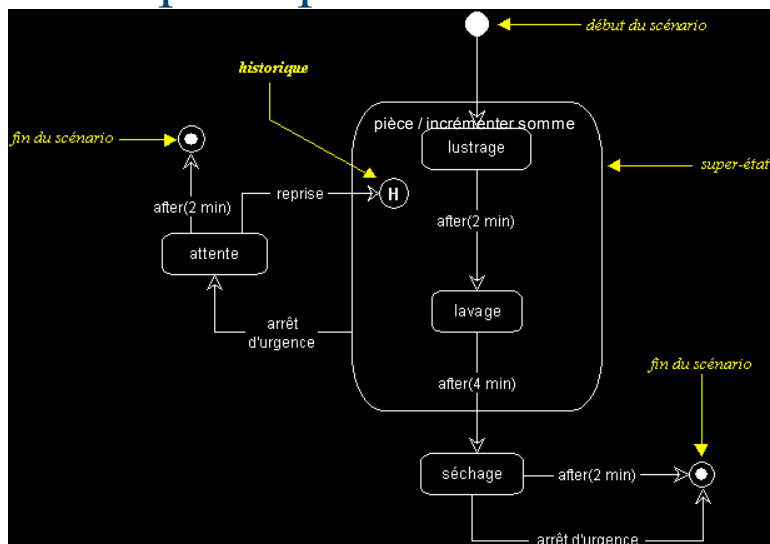 début du scénario
historique
pièce / incrémenter somme
fin du scénario
lustrage
super-état
reprise
H
after(2 min)
after(2 min)
attente
lavage
arrêt
d'urgence
fin du scénario
after(4 min)
séchage
after(2 min)
arrêt d'urgence